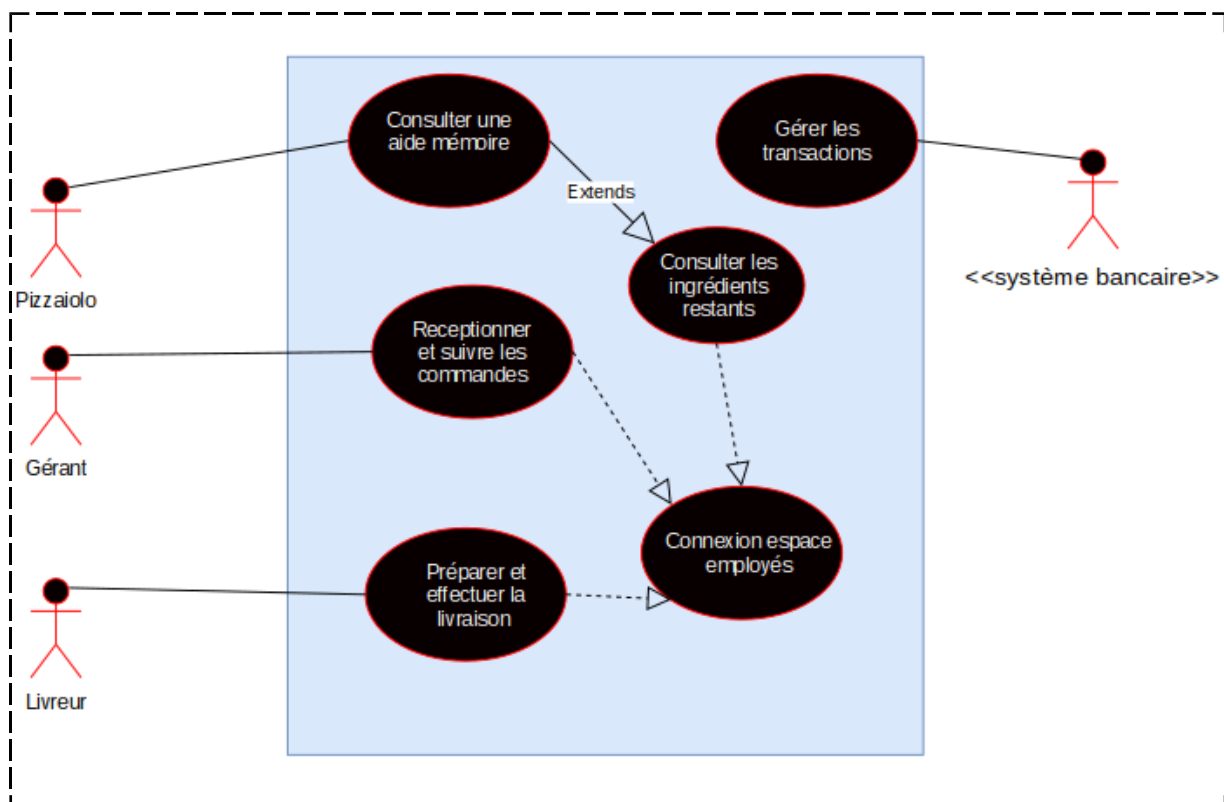 Consulter une
aide mémoire
Gérer les
transactions
Extends
Pizzaiolo
Consulter les
ingrédients
restants
<<système bancaire>>
Receptionner
et suivre les
commandes
Gérant
Connexion espace
employés
Préparer et
effectuer la
livraison
Livreur